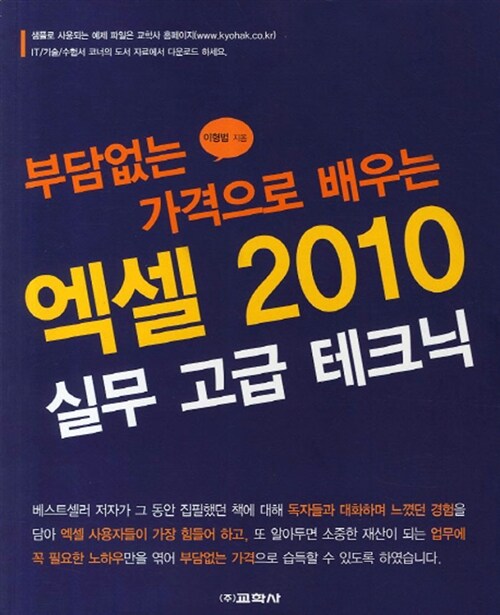 샘플로 사용되는 예제 파일은 교학사 홈페이지(www.kyohak.co.kr)
IT/기술/수험서 코너의 도서 자료에서 다운로드 하세요.
이형범 지음
부담없는
가격으로 배우는
엑셀 2010
실무 고급 테크닉
베스트셀러 저자가 그 동안 집필했던 책에 대해 독자들과 대화하며 느꼈던 경험을
담아 엑셀 사용자들이 가장 힘들어 하고, 또 알아두면 소중한 재산이 되는 업무에
꼭 필요한 노하우만을 엮어 부담없는 가격으로 습득할 수 있도록 하였습니다.
(주)교학사